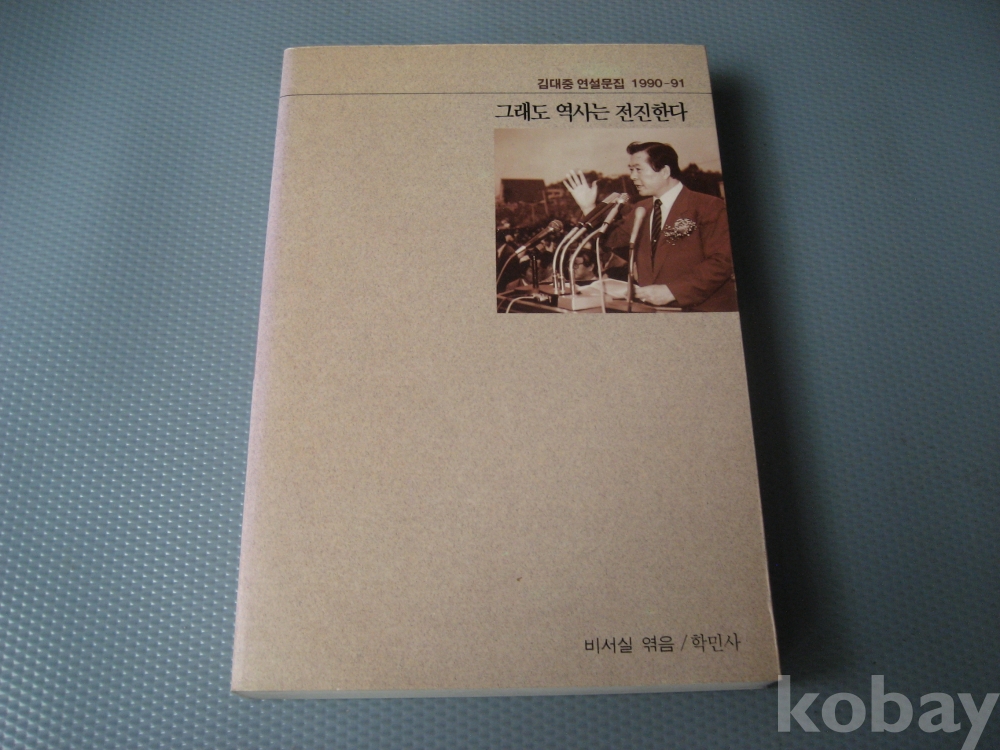 김대중 연설문집 1990-91
그래도 역사는 전진한다
비서실 엮음/학민사
kobay